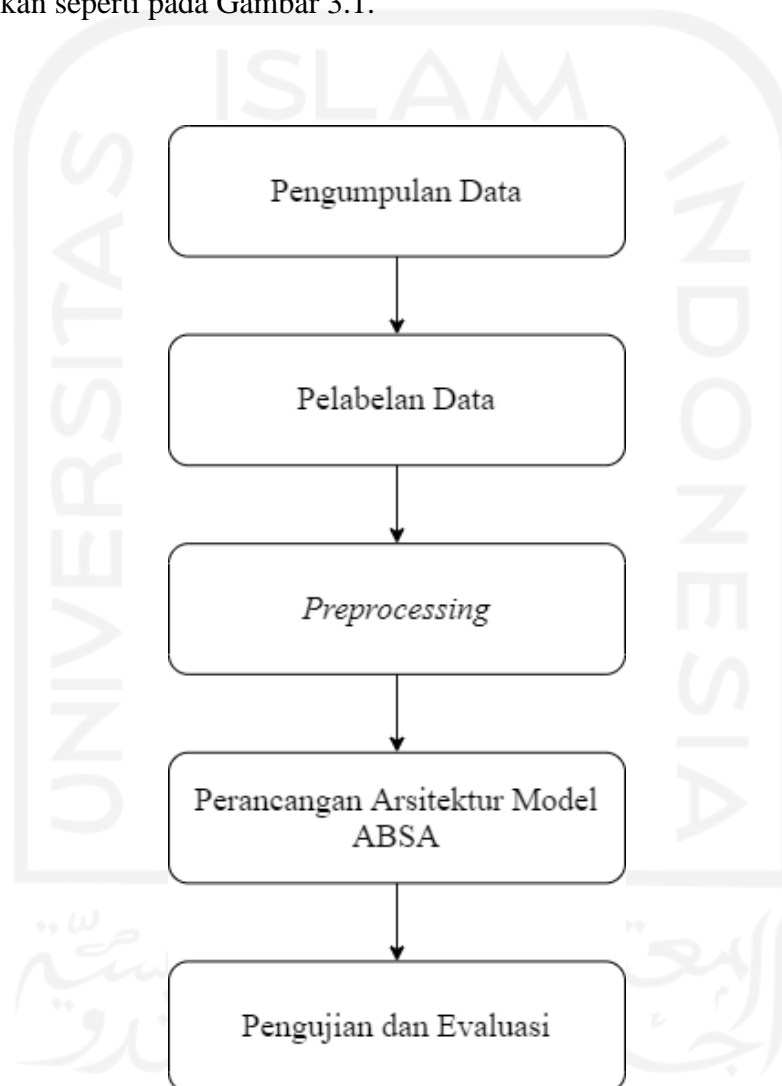 kan seperti pada Gambar 3.1.
ISLAM
UNIVERSITAS
INDONESIA
Pengumpulan Data
Pelabelan Data
Preprocessing
Perancangan Arsitektur Model
ABSA
Pengujian dan Evaluasi